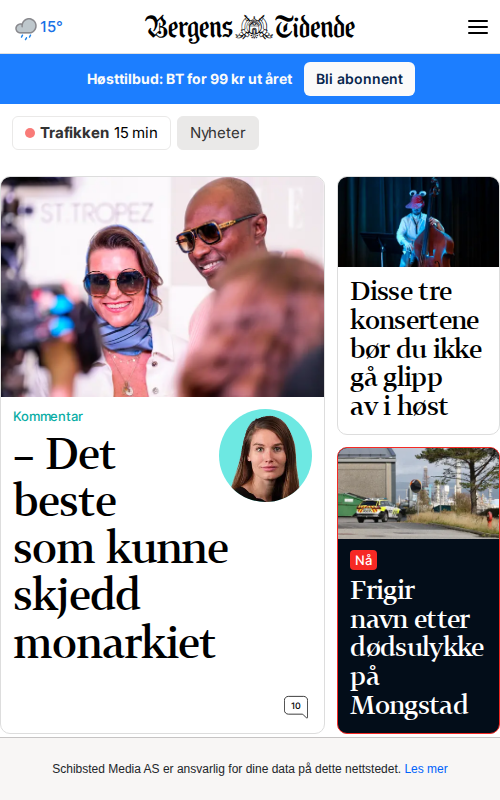 15°
Bergens Tidende
Høsttilbud: BT for 99 kr ut året
Bli abonnent
Trafikken 15 min
Nyheter
ST TROPEZ
Kommentar
– Det
beste
som kunne
skjedd
monarkiet
10
Disse tre
konsertene
bør du ikke
gå glipp
av i høst
Nå
Frigir
navn etter
dødsulykke
på
Mongstad
Schibsted Media AS er ansvarlig for dine data på dette nettstedet. Les mer